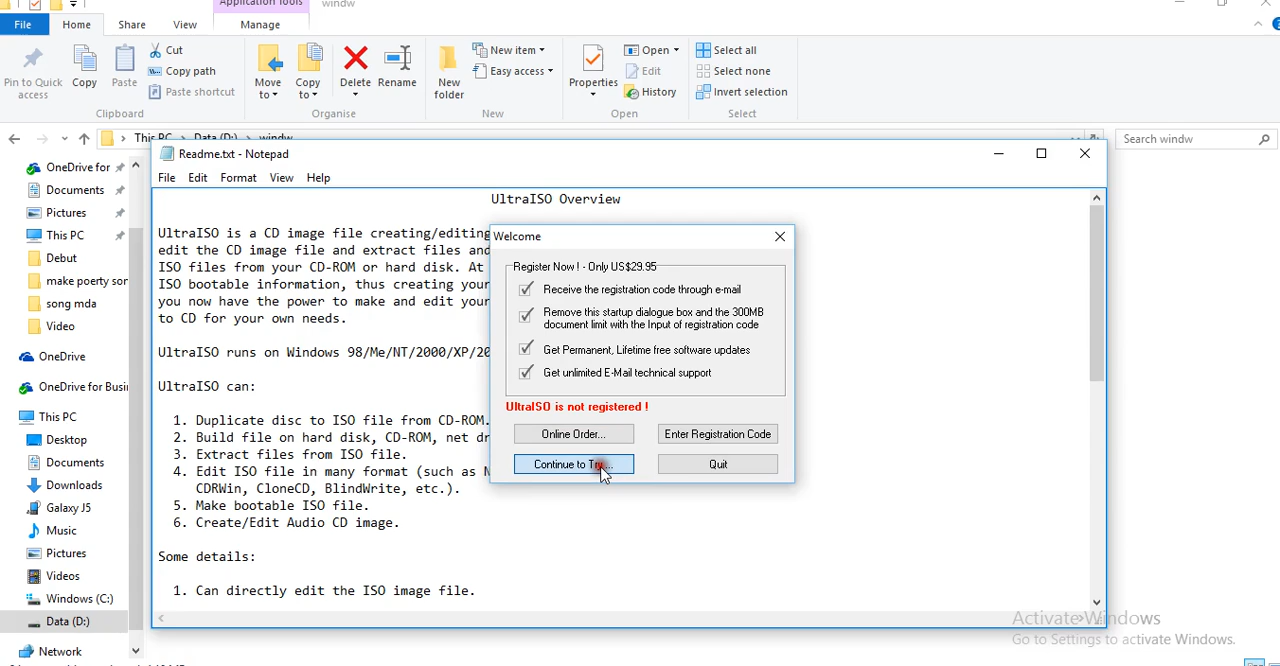 Application Tools
windw
File
Home
Share
View
Manage
Pin to Quick access
Copy
Paste
Cut
Copy path
Paste shortcut
Clipboard
Move to
Copy to
Delete
Rename
Organise
New folder
New item
Easy access
New
Properties
Open
Edit
History
Open
Select all
Select none
Invert selection
Select
This PC
Data (D:)
windw
Search windw
OneDrive for
Documents
Pictures
This PC
Debut
make poerty sor
song mda
Video
OneDrive
OneDrive for Busi
This PC
Desktop
Documents
Downloads
Galaxy J5
Music
Pictures
Videos
Windows (C:)
Data (D:)
Network
Readme.txt - Notepad
File Edit Format View Help
UltraISO Overview
UltraISO is a CD image file creating/editing
edit the CD image file and extract files and
ISO files from your CD-ROM or hard disk. At
ISO bootable information, thus creating your
you now have the power to make and edit your
to CD for your own needs.
UltraISO runs on Windows 98/Me/NT/2000/XP/20
UltraISO can:
1. Duplicate disc to ISO file from CD-ROM.
2. Build file on hard disk, CD-ROM, net dr
3. Extract files from ISO file.
4. Edit ISO file in many format (such as N
CDRWin, CloneCD, BlindWrite, etc.).
5. Make bootable ISO file.
6. Create/Edit Audio CD image.
Some details:
1. Can directly edit the ISO image file.
Welcome
Register Now! - Only US$29.95
Receive the registration code through e-mail
Remove this startup dialogue box and the 300MB
document limit with the Input of registration code
Get Permanent, Lifetime free software updates
Get unlimited E-Mail technical support
UltraISO is not registered !
Online Order...
Enter Registration Code
Continue to Try...
Quit
Activate Windows
Go to Settings to activate Windows.